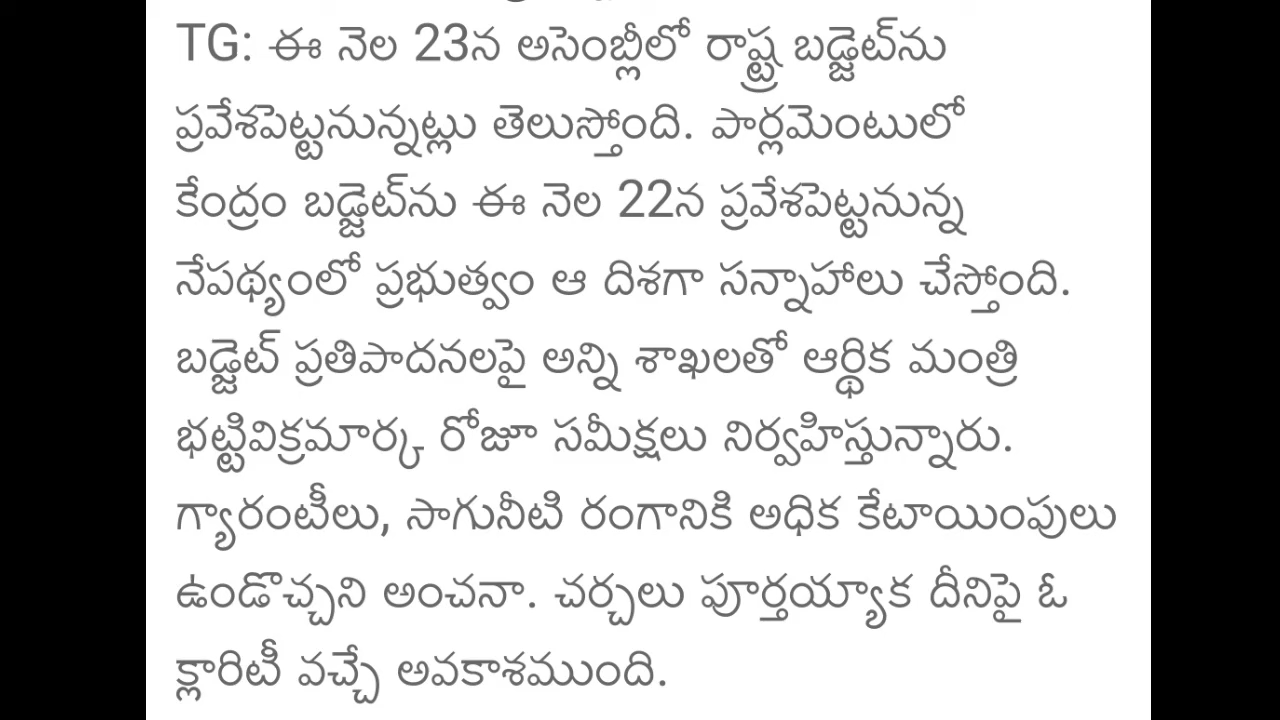 TG: ఈ నెల 23న అసెంబ్లీలో రాష్ట్ర బడ్జెట్‌ను
ప్రవేశపెట్టనున్నట్లు తెలుస్తోంది. పార్లమెంటులో
కేంద్రం బడ్జెట్‌ను ఈ నెల 22న ప్రవేశపెట్టనున్న
నేపథ్యంలో ప్రభుత్వం ఆ దిశగా సన్నాహాలు చేస్తోంది.
బడ్జెట్ ప్రతిపాదనలపై అన్ని శాఖలతో ఆర్థిక మంత్రి
భట్టివిక్రమార్క రోజూ సమీక్షలు నిర్వహిస్తున్నారు.
గ్యారంటీలు, సాగునీటి రంగానికి అధిక కేటాయింపులు
ఉండొచ్చని అంచనా. చర్చలు పూర్తయ్యాక దీనిపై ఓ
క్లారిటీ వచ్చే అవకాశముంది.